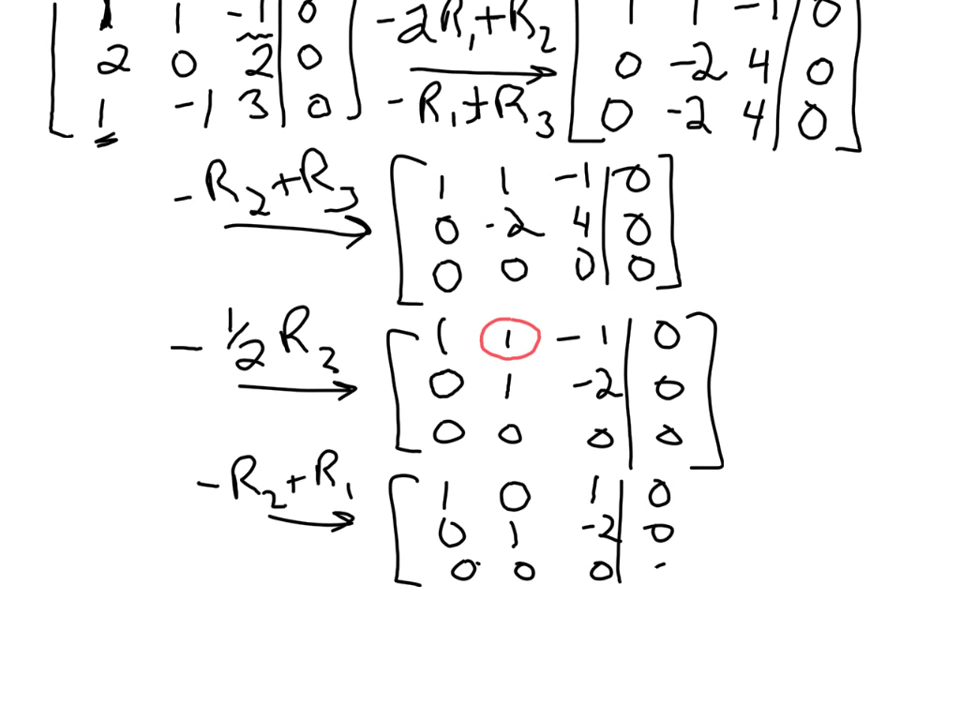 [1 1 -1 | 0] -2R₁+R₂ [1 1 -1 | 0]
[2 0 2 | 0] → [0 -2 4 | 0]
[1 -1 3 | 0] -R₁+R₃ [0 -2 4 | 0]
-R₂+R₃ → [1 1 -1 | 0]
[0 -2 4 | 0]
[0 0 0 | 0]
-½R₂ → [1 1 -1 | 0]
[0 1 -2 | 0]
[0 0 0 | 0]
-R₂+R₁ → [1 0 1 | 0
0 1 -2 | 0
0 0 0 |